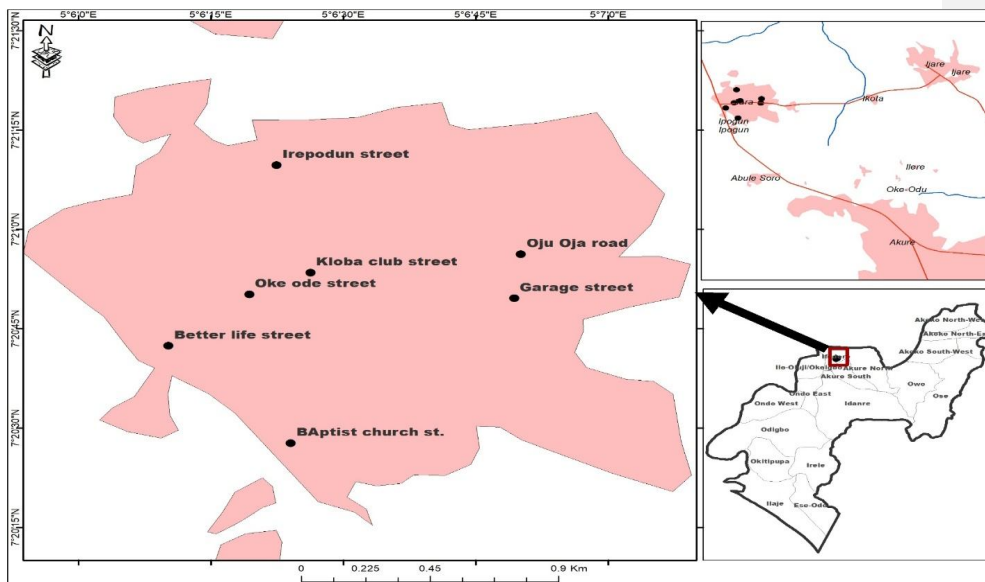 5°6'0"E 5°6'15"E 5°6'30"E 5°6'45"E 5°7'0"E
7°21'30"N
7°21'15"N
7°21'0"N
7°20'45"N
7°20'30"N
7°20'15"N
N
Irepodun street
Oju Oja road
Kloba club street
Oke ode street
Garage street
Better life street
BAptist church st.
0 0.225 0.45 0.9 Km
Ijare
Ijare
Ikota
Ipogun
Ipogun
Ilere
Abule Soro
Oke-Odu
Akure
Akoko North-We
Akoko North-Ea
Akoko South-West
Akure North
Akure South
Owo
Ose
Ondo East
Ondo West
Idanre
Odigbo
Okitipupa
Irele
Ilaje
Ese-Odo